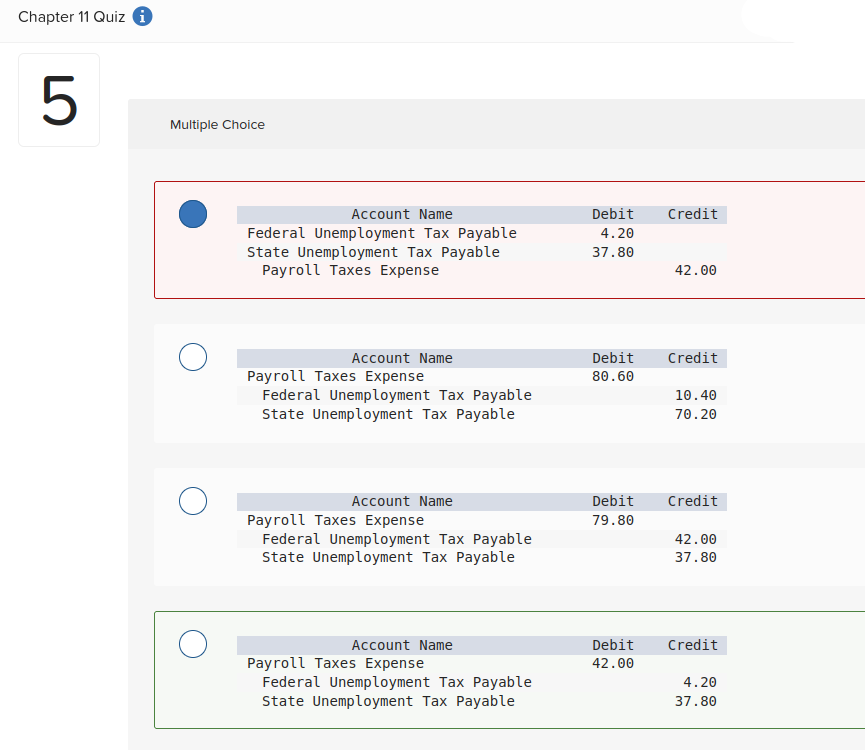 Chapter 11 Quiz i
5
Multiple Choice
Account Name Debit Credit
Federal Unemployment Tax Payable 4.20
State Unemployment Tax Payable 37.80
Payroll Taxes Expense 42.00
Account Name Debit Credit
Payroll Taxes Expense 80.60
Federal Unemployment Tax Payable 10.40
State Unemployment Tax Payable 70.20
Account Name Debit Credit
Payroll Taxes Expense 79.80
Federal Unemployment Tax Payable 42.00
State Unemployment Tax Payable 37.80
Account Name Debit Credit
Payroll Taxes Expense 42.00
Federal Unemployment Tax Payable 4.20
State Unemployment Tax Payable 37.80